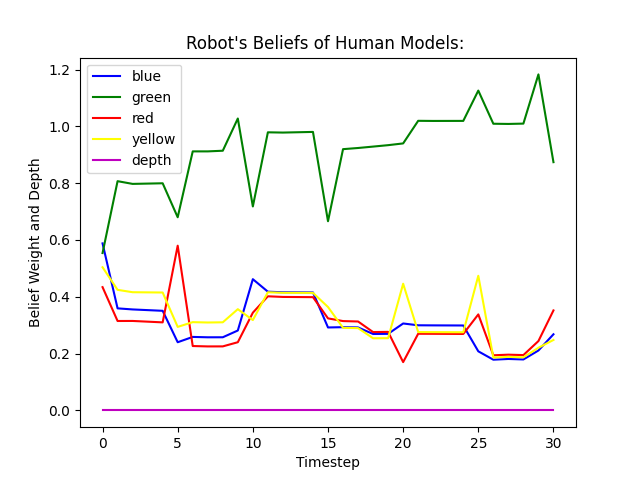 Robot's Beliefs of Human Models:
blue
green
red
yellow
depth
Belief Weight and Depth
1.2
1.0
0.8
0.6
0.4
0.2
0.0
0 5 10 15 20 25 30
Timestep